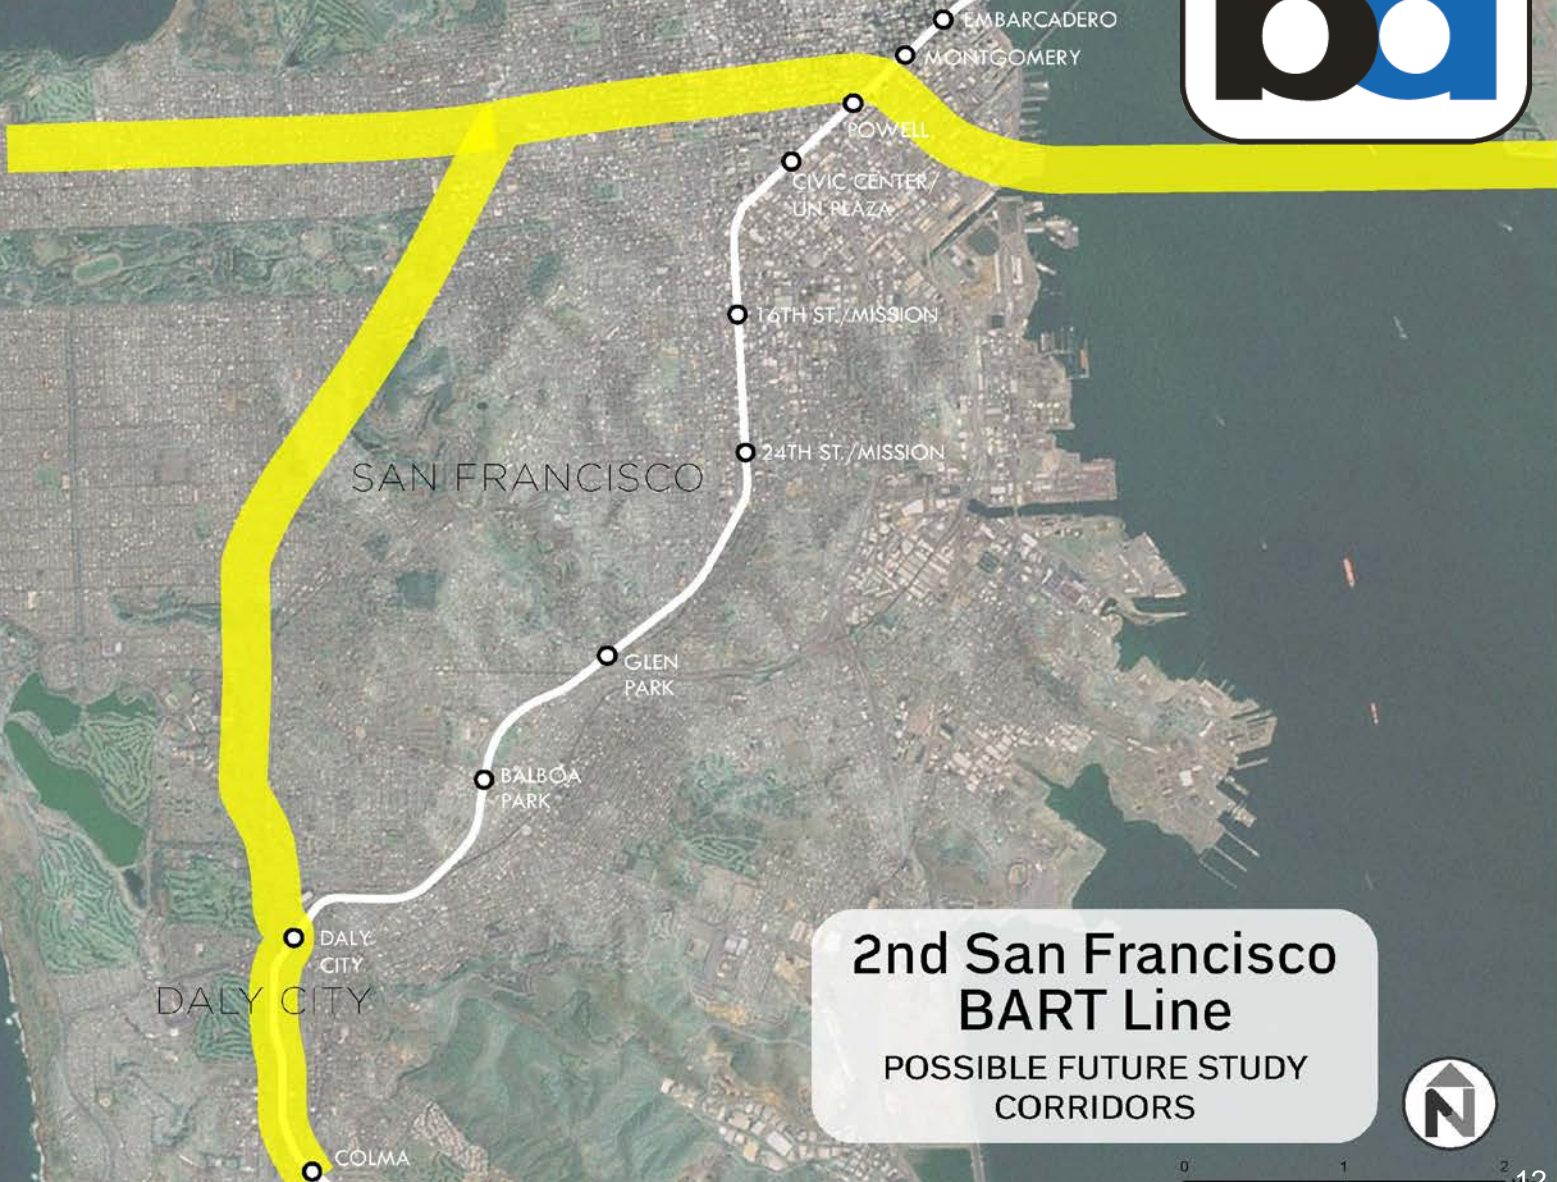 EMBARCADERO
MONTGOMERY
ba
POWELL
CIVIC CENTER/
UN PLAZA
16TH ST./MISSION
24TH ST./MISSION
SAN FRANCISCO
GLEN
PARK
BALBOA
PARK
DALY
CITY
DALY CITY
2nd San Francisco
BART Line
POSSIBLE FUTURE STUDY
CORRIDORS
N
COLMA
0 1 2
12